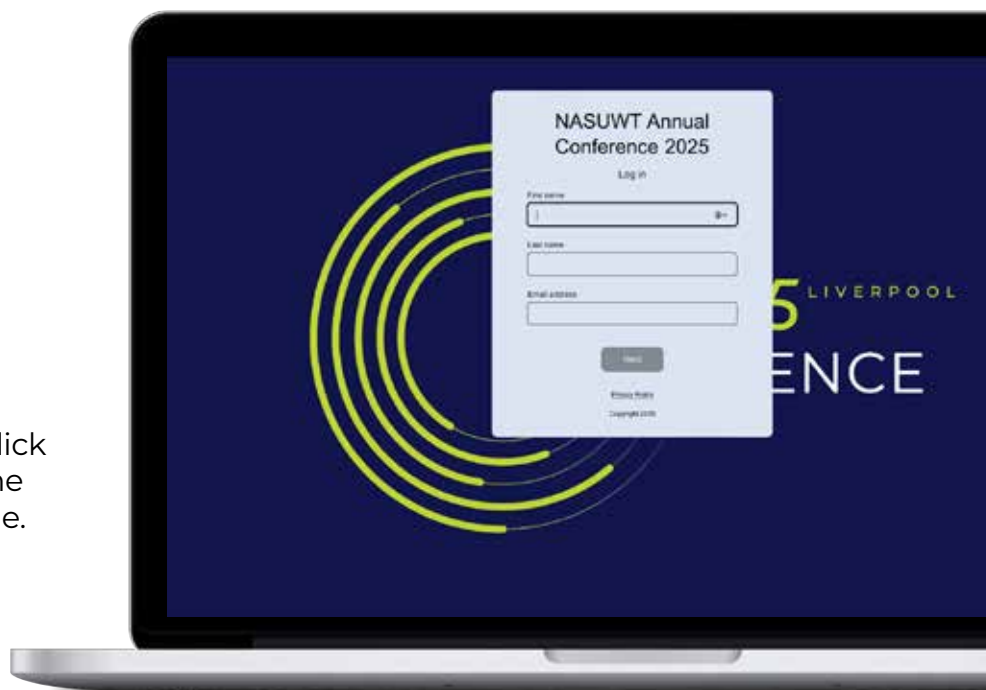 lick
ne
e.
NASUWT Annual
Conference 2025
Log in
First name
Last name
Email address
Next
Privacy Policy
Copyright 2025
5 LIVERPOOL
ENCE